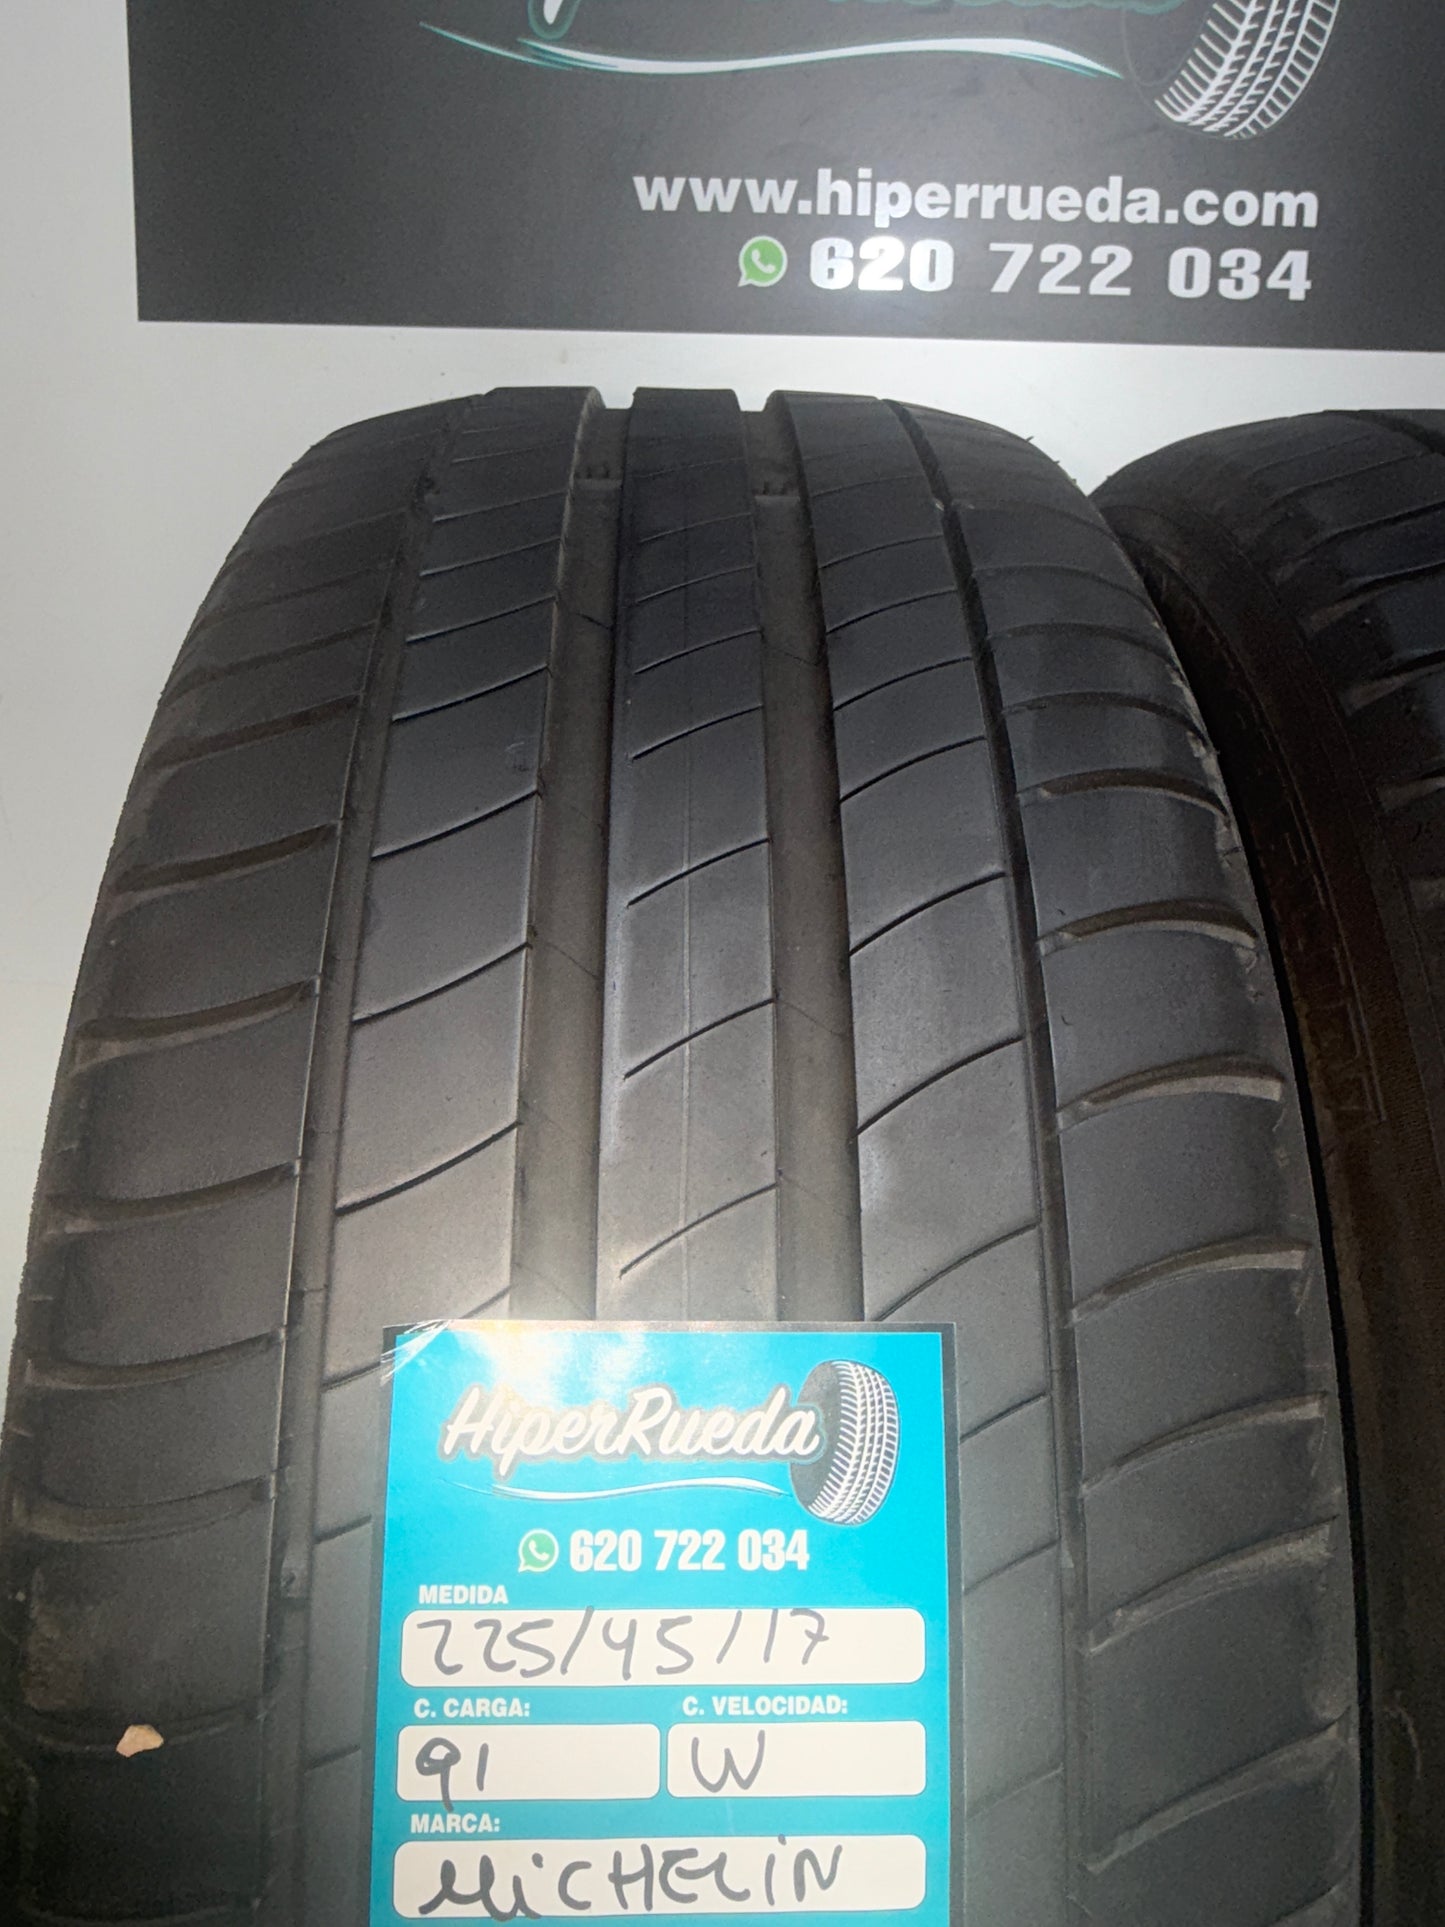 www.hiperrueda.com
620 722 034
HiperRueda
620 722 034
MEDIDA
225/45/17
C. CARGA: C. VELOCIDAD:
91 W
MARCA:
MiCHELiN